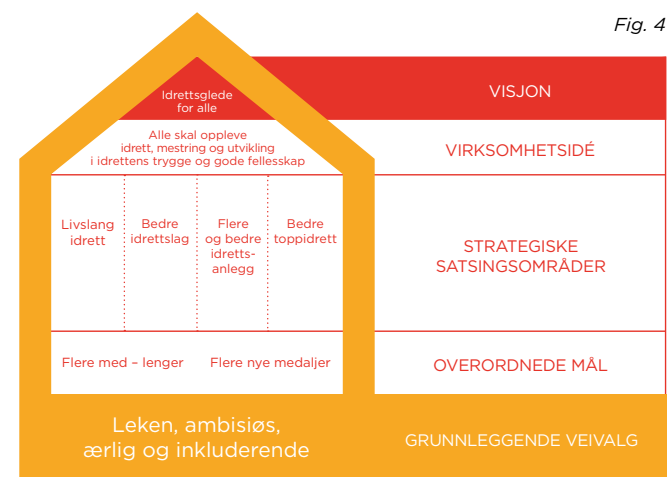 Fig. 4
Idrettsglede
for alle
VISJON
Alle skal oppleve
idrett, mestring og utvikling
i idrettens trygge og gode fellesskap
VIRKSOMHETSIDÉ
Livslang
idrett
Bedre
idrettslag
Flere
og bedre
idretts-
anlegg
Bedre
toppidrett
STRATEGISKE
SATSINGSOMRÅDER
Flere med – lenger
Flere nye medaljer
OVERORDNEDE MÅL
Leken, ambisiøs,
ærlig og inkluderende
GRUNNLEGGENDE VEIVALG